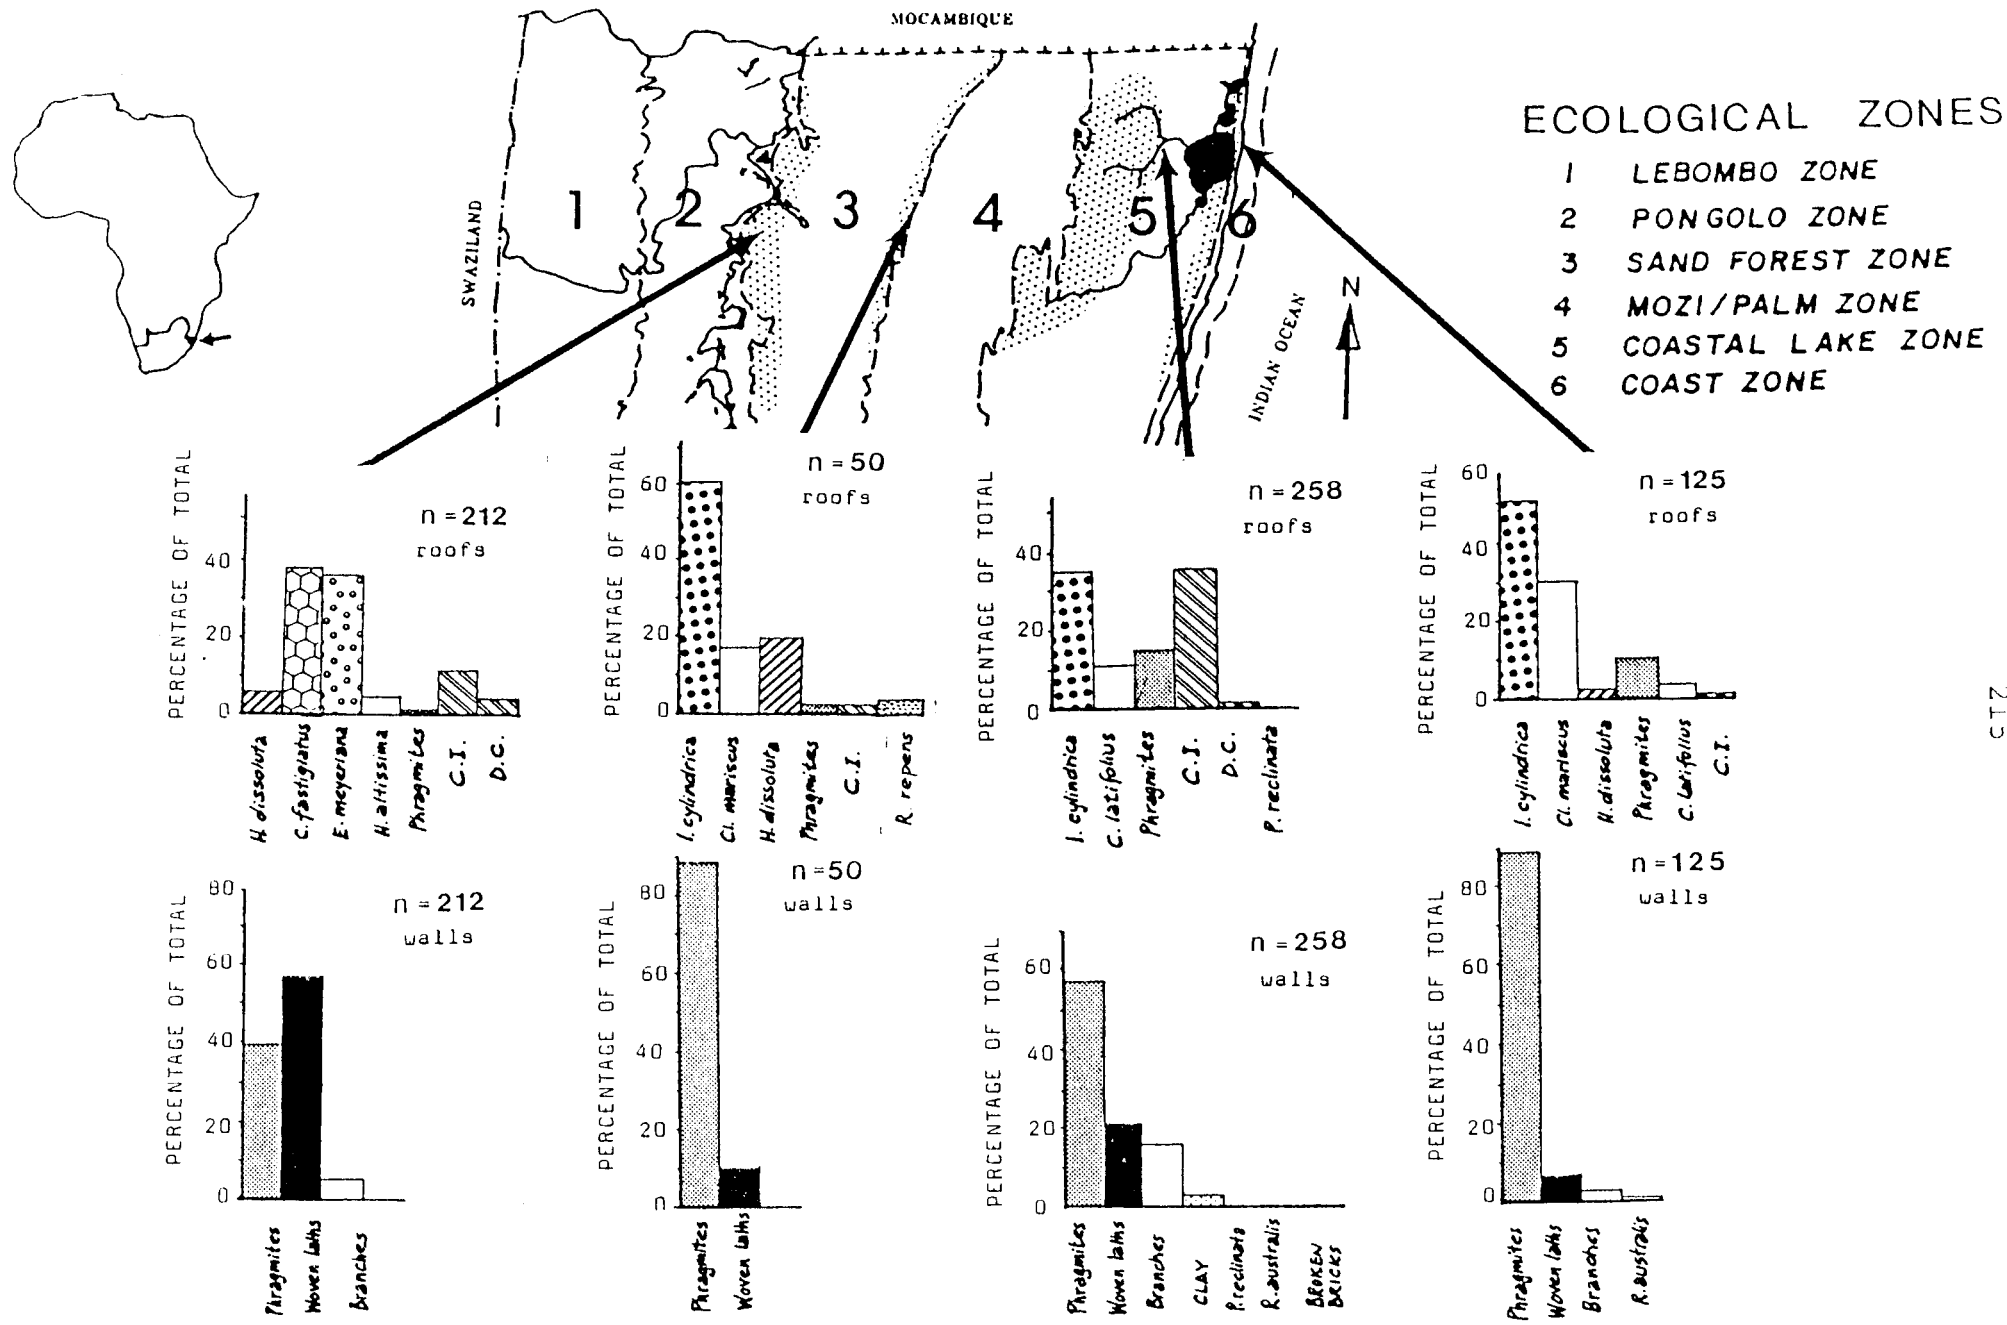 MOCAMBIQUE
SWAZILAND
1
2
3
4
5
6
N
INDIAN OCEAN
ECOLOGICAL ZONES
1 LEBOMBO ZONE
2 PONGOLO ZONE
3 SAND FOREST ZONE
4 MOZI/PALM ZONE
5 COASTAL LAKE ZONE
6 COAST ZONE
PERCENTAGE OF TOTAL
40
20
0
n=212
roofs
H. dissoluta
C. fastigiatus
E. meyeriana
H. altissima
Phragmites
C.I.
D.C.
PERCENTAGE OF TOTAL
60
40
20
0
n=50
roofs
I. cylindrica
Cl. mariscus
H. dissoluta
Phragmites
C.I.
R. repens
PERCENTAGE OF TOTAL
40
20
0
n=258
roofs
I. cylindrica
C. latifolius
Phragmites
C.I.
D.C.
P. reclinata
PERCENTAGE OF TOTAL
60
40
20
0
n=125
roofs
I. cylindrica
Cl. mariscus
H. dissoluta
Phragmites
C. latifolius
C.I.
PERCENTAGE OF TOTAL
80
60
40
20
0
n=212
walls
Phragmites
Woven laths
Branches
PERCENTAGE OF TOTAL
80
60
40
20
0
n=50
walls
Phragmites
Woven laths
PERCENTAGE OF TOTAL
60
40
20
0
n=258
walls
Phragmites
Woven laths
Branches
CLAY
P. reclinata
R. australis
BROKEN
BRICKS
PERCENTAGE OF TOTAL
80
60
40
20
0
n=125
walls
Phragmites
Woven laths
Branches
R. australis